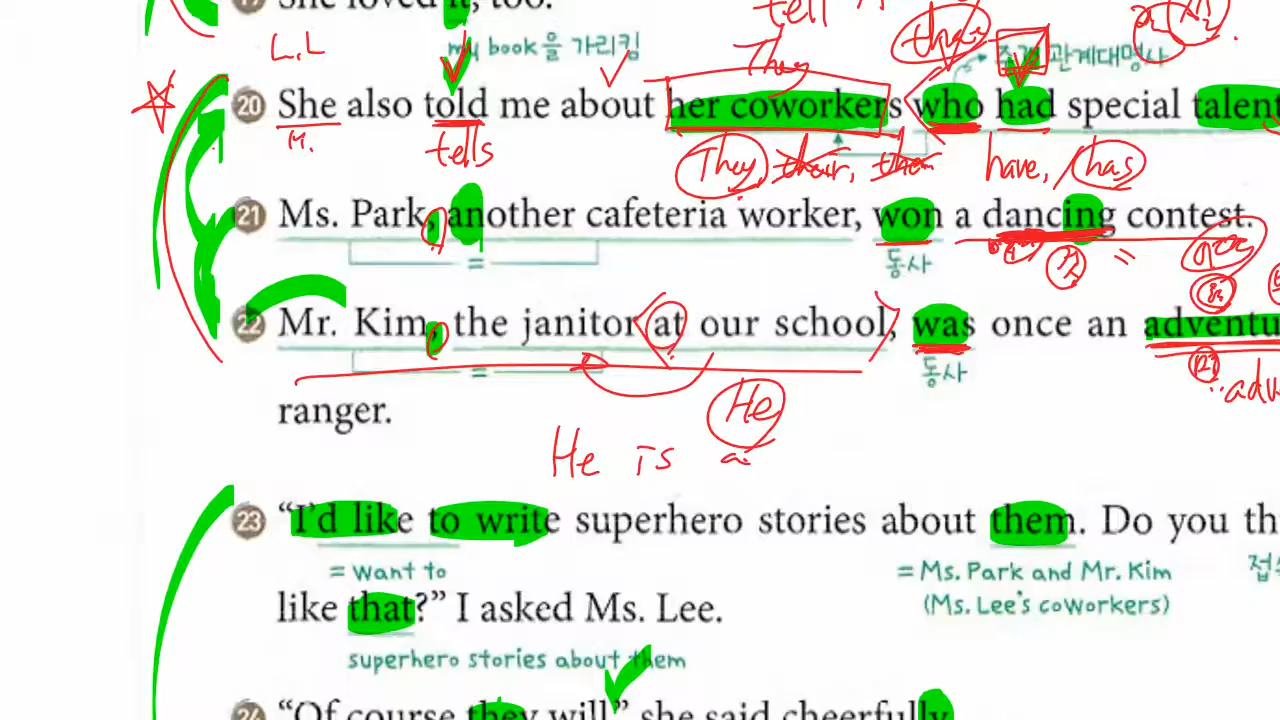 She loved it, too.
tell
L.L
my book을 가리킴
They
관계대명사
20 She also told me about her coworkers who had special talent
M.
tells
They their,
have, / has
21 Ms. Park, another cafeteria worker, won a dancing contest.
=
동사
=
22 Mr. Kim, the janitor at our school, was once an adventu
=
동사
ranger.
He
He is a
23 “I’d like to write superhero stories about them. Do you th
= want to
= Ms. Park and Mr. Kim
(Ms. Lee's coworkers)
like that?” I asked Ms. Lee.
superhero stories about them
24 “Of course they will,” she said cheerfully.